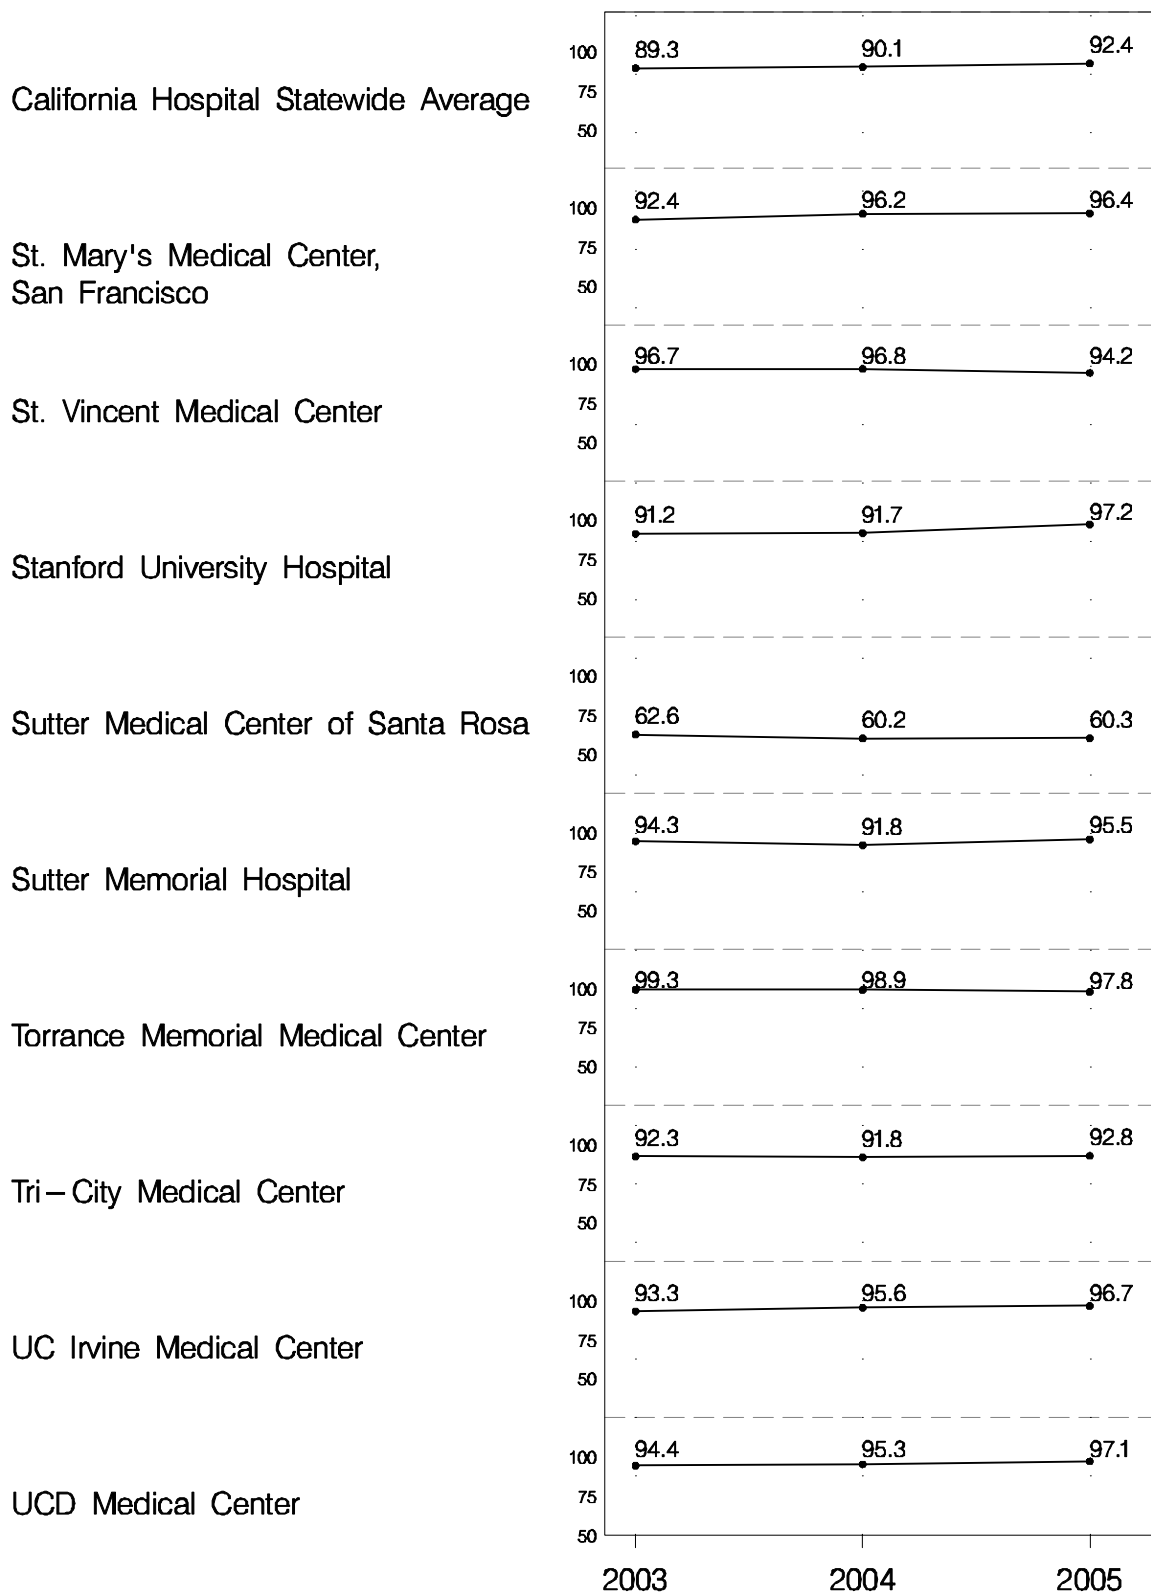 100 89.3 90.1 92.4
California Hospital Statewide Average
75
50
100 92.4 96.2 96.4
St. Mary's Medical Center,
San Francisco
75
50
100 96.7 96.8 94.2
St. Vincent Medical Center
75
50
100 91.2 91.7 97.2
Stanford University Hospital
75
50
100
Sutter Medical Center of Santa Rosa
75 62.6 60.2 60.3
50
100 94.3 91.8 95.5
Sutter Memorial Hospital
75
50
100 99.3 98.9 97.8
Torrance Memorial Medical Center
75
50
100 92.3 91.8 92.8
Tri–City Medical Center
75
50
100 93.3 95.6 96.7
UC Irvine Medical Center
75
50
100 94.4 95.3 97.1
UCD Medical Center
75
50
2003 2004 2005